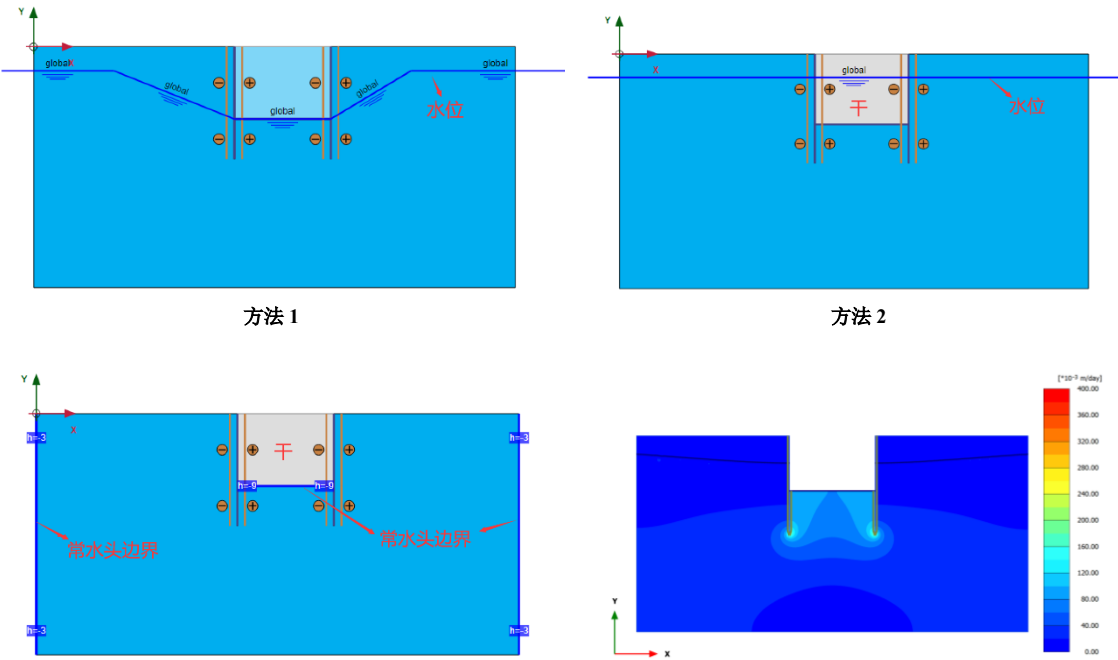 Y
X
global
global
global
global
global
水位
方法 1
Y
X
global
干
水位
方法 2
Y
X
h=-3
h=-3
干
h=-9
h=-9
常水头边界
常水头边界
h=-3
h=-3
[*10⁻³ m/day]
400.00
360.00
320.00
280.00
240.00
200.00
160.00
120.00
80.00
40.00
0.00
Y
X